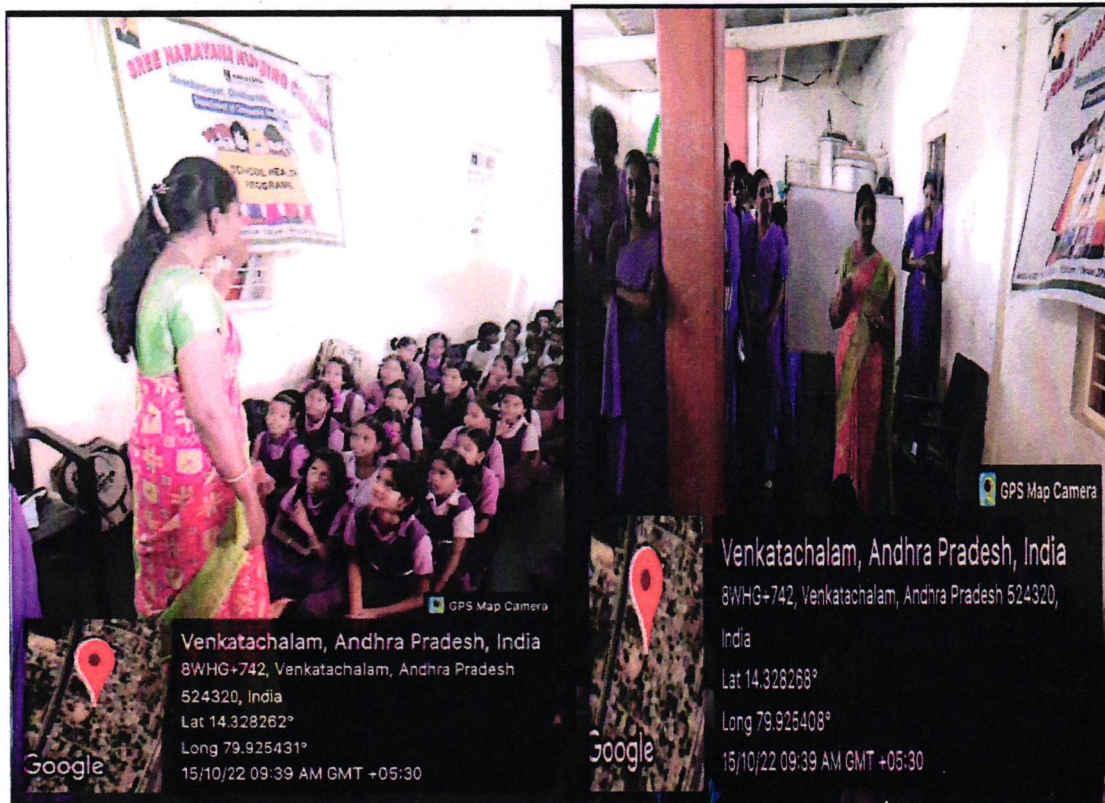 SREE NARAYANA NURSING COLLEGE
SCHOOL HEALTH
PROGRAMME
GPS Map Camera
Venkatachalam, Andhra Pradesh, India
8WHG+742, Venkatachalam, Andhra Pradesh
524320, India
Lat 14.328262°
Long 79.925431°
15/10/22 09:39 AM GMT +05:30
Google
GPS Map Camera
Venkatachalam, Andhra Pradesh, India
8WHG+742, Venkatachalam, Andhra Pradesh 524320,
India
Lat 14.328268°
Long 79.925408°
15/10/22 09:39 AM GMT +05:30
Google